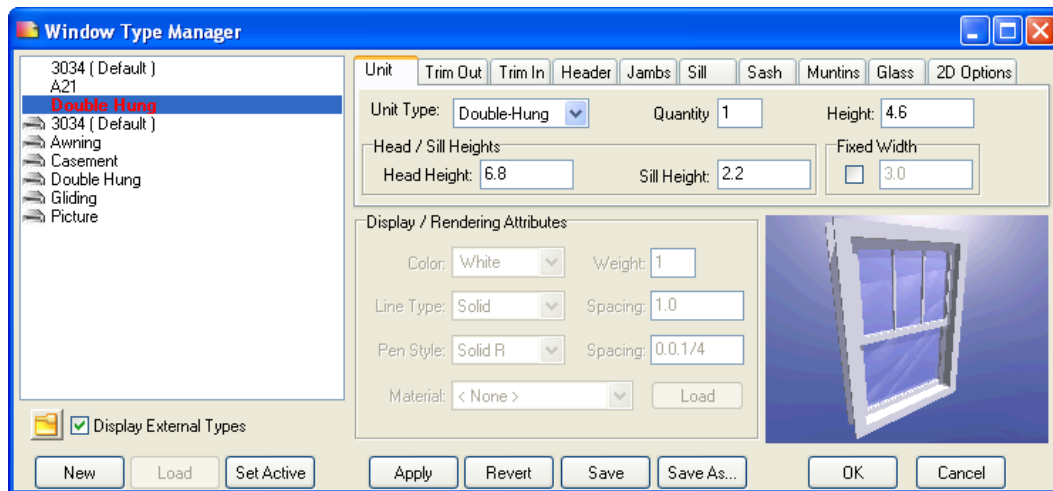 Window Type Manager
3034 ( Default )
A21
Double Hung
3034 ( Default )
Awning
Casement
Double Hung
Gliding
Picture
Display External Types
New Load Set Active
Unit Trim Out Trim In Header Jambs Sill Sash Muntins Glass 2D Options
Unit Type: Double-Hung Quantity 1 Height: 4.6
Head / Sill Heights Fixed Width
Head Height: 6.8 Sill Height: 2.2 3.0
Display / Rendering Attributes
Color: White Weight: 1
Line Type: Solid Spacing: 1.0
Pen Style: Solid R Spacing: 0.0.1/4
Material: < None > Load
Apply Revert Save Save As... OK Cancel